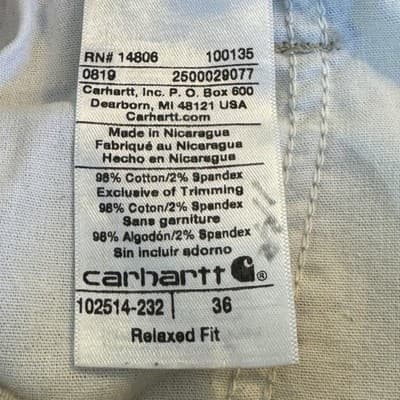 RN# 14806 100135
0819 2500029077
Carhartt, Inc. P. O. Box 600
Dearborn, MI 48121 USA
Carhartt.com
Made in Nicaragua
Fabriqué au Nicaragua
Hecho en Nicaragua
98% Cotton/2% Spandex
Exclusive of Trimming
98% Coton/2% Spandex
Sans garniture
98% Algodón/2% Spandex
Sin incluir adorno
carhartt ®
102514-232 36
Relaxed Fit